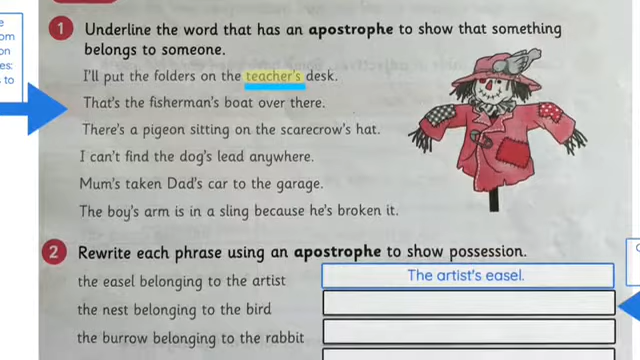 1 Underline the word that has an apostrophe to show that something
belongs to someone.
I'll put the folders on the teacher's desk.
That's the fisherman's boat over there.
There's a pigeon sitting on the scarecrow's hat.
I can't find the dog's lead anywhere.
Mum's taken Dad's car to the garage.
The boy's arm is in a sling because he's broken it.
2 Rewrite each phrase using an apostrophe to show possession.
the easel belonging to the artist
The artist's easel.
the nest belonging to the bird
the burrow belonging to the rabbit